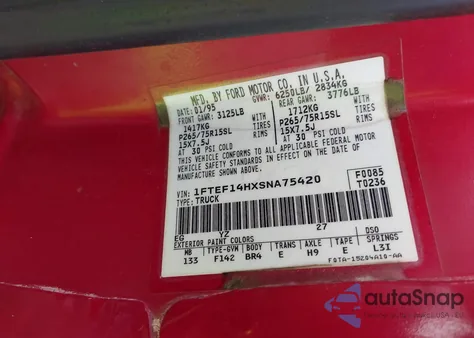 MFD. BY FORD MOTOR CO. IN U.S.A.
DATE: 01/95 GVWR: 6250LB/ 2834KG
FRONT GAWR: 3125LB REAR GAWR: 3776LB
1417KG WITH 1712KG WITH
P265/75R15SL TIRES P265/75R15SL TIRES
15X7.5J RIMS 15X7.5J RIMS
AT 30 PSI COLD AT 30 PSI COLD
THIS VEHICLE CONFORMS TO ALL APPLICABLE FEDERAL MOTOR
VEHICLE SAFETY STANDARDS IN EFFECT ON THE DATE OF
MANUFACTURE SHOWN ABOVE.
VIN: 1FTEF14HXSNA75420 F0085
TYPE: TRUCK T0236
EG YZ 27 DSO
EXTERIOR PAINT COLORS
WB TYPE-GVW BODY TRANS AXLE TAPE SPRINGS
133 F142 BR4 E H9 E L3I
F0TA-15204A10-AA
autoSnap